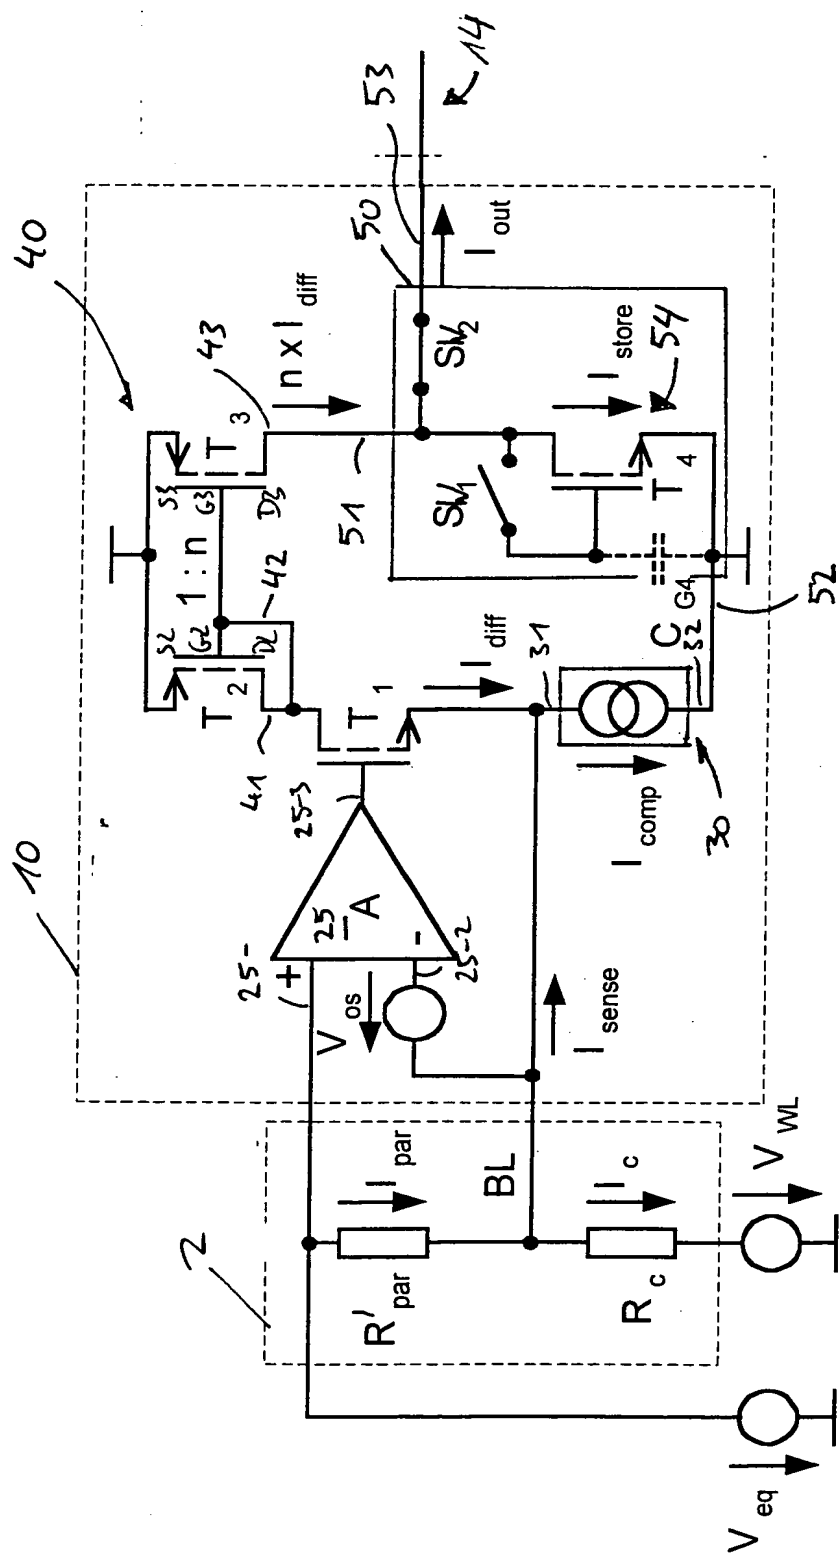 40
14
53
50
I out
10
S3
T 3
43
n x I diff
G3
D3
51
SW2
I store
54
SW1
T 4
1 : n
42
S2
G2
D2
T 2
41
T 1
I diff
31
C G4
32
52
I comp
30
25-3
25
A
25-
+
-
25-2
V os
I sense
2
R' par
I par
BL
R c
I c
V WL
V eq